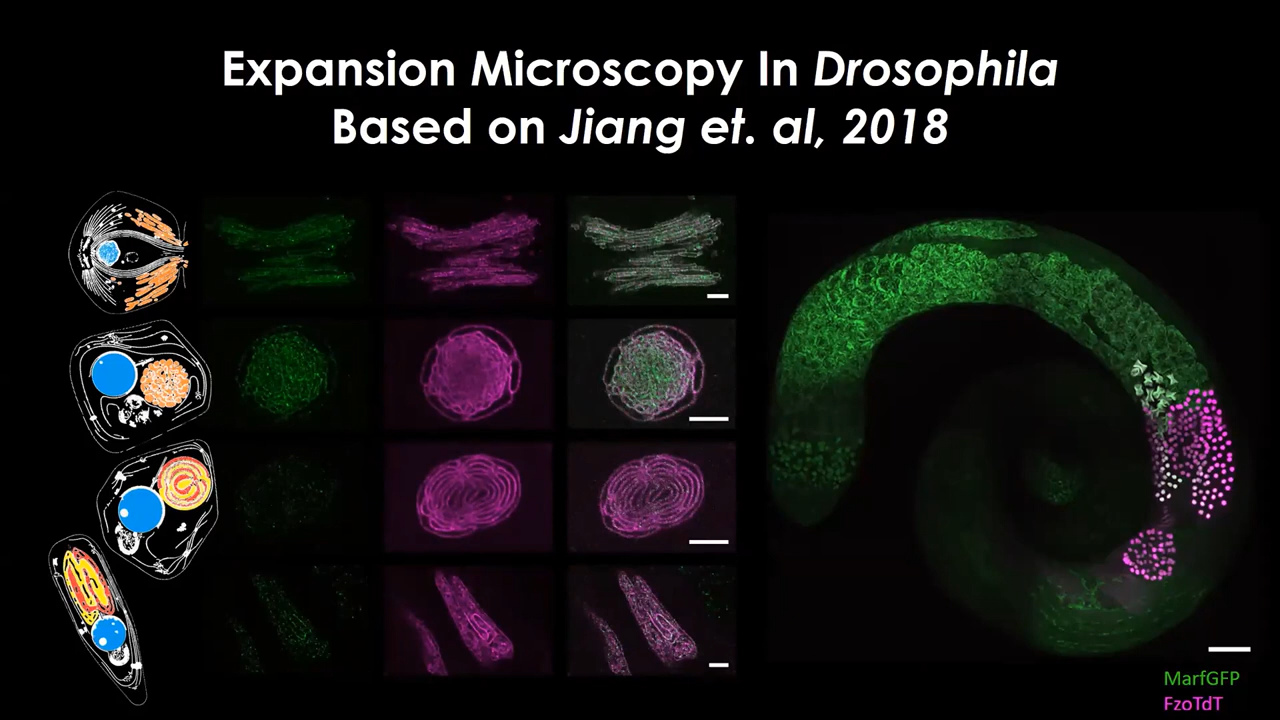 Expansion Microscopy In Drosophila
Based on Jiang et. al, 2018
MarfGFP
FzoTdT